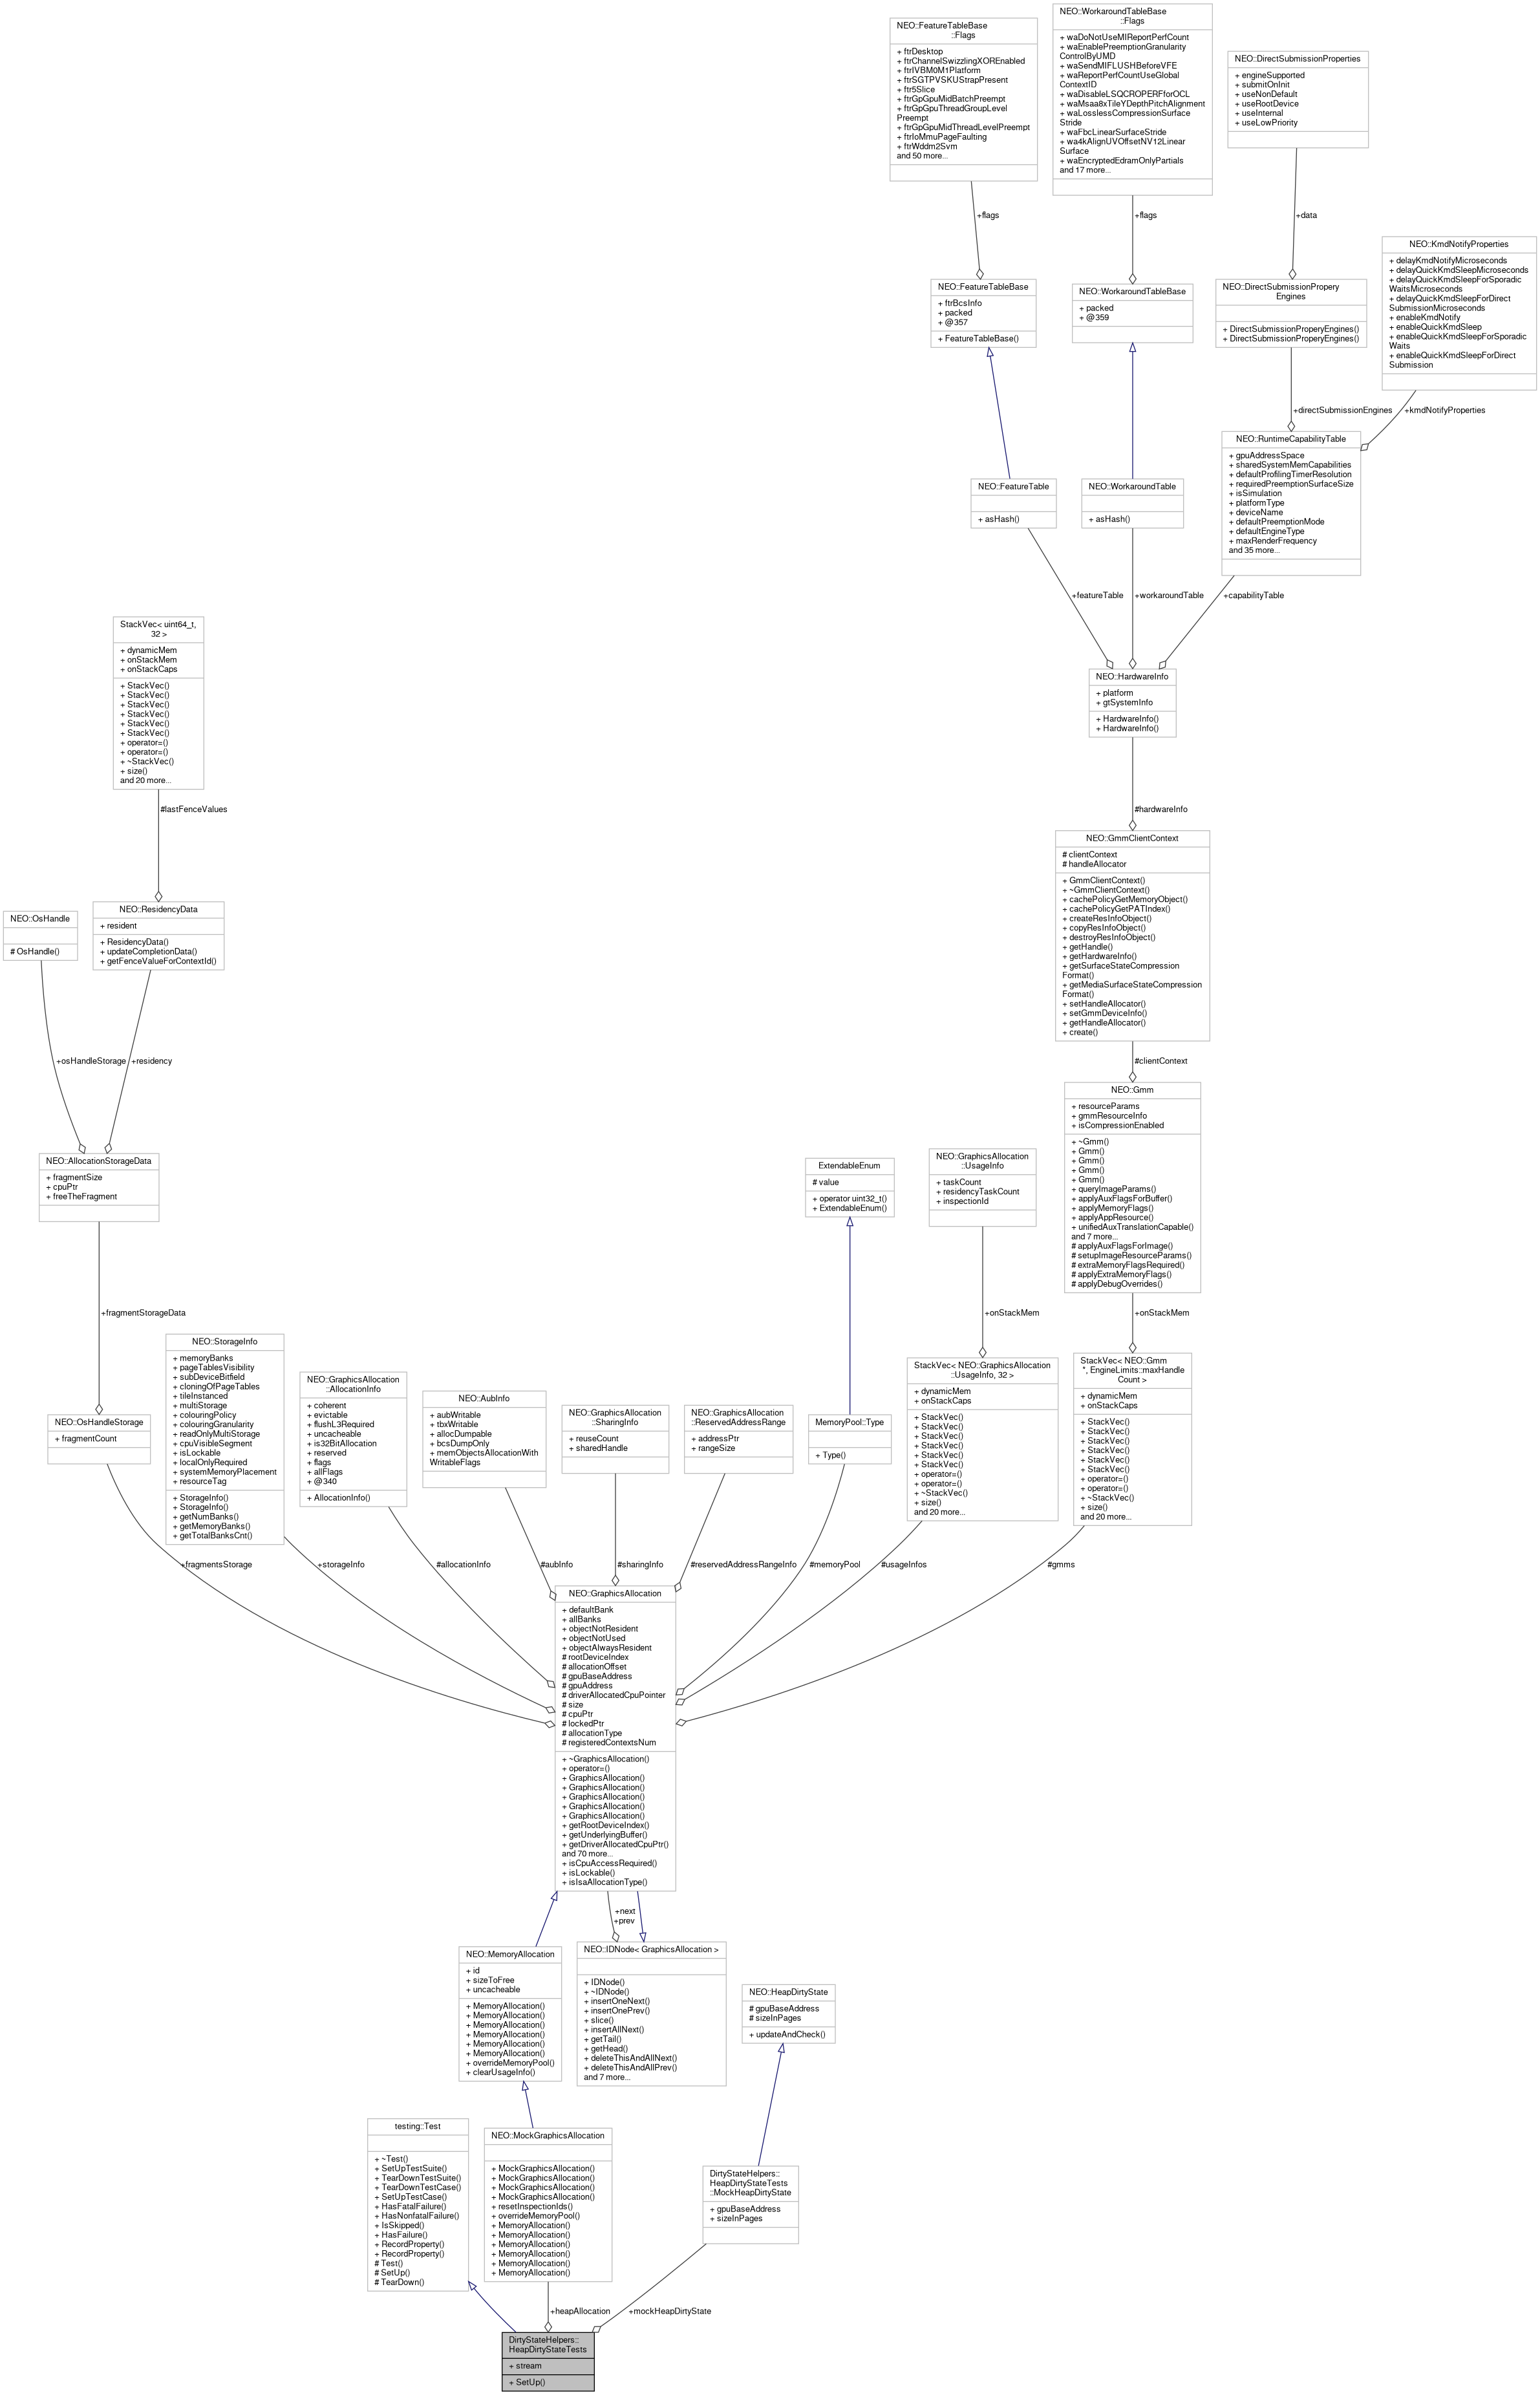 NEO::FeatureTableBase
::Flags
+ ftrDesktop
+ ftrChannelSwizzlingXOREnabled
+ ftrIVBM0M1Platform
+ ftrSGTPVSKUStrapPresent
+ ftr5Slice
+ ftrGpGpuMidBatchPreempt
+ ftrGpGpuThreadGroupLevel
Preempt
+ ftrGpGpuMidThreadLevelPreempt
+ ftrIoMmuPageFaulting
+ ftrWddm2Svm
and 50 more...
NEO::WorkaroundTableBase
::Flags
+ waDoNotUseMIReportPerfCount
+ waEnablePreemptionGranularity
ControlByUMD
+ waSendMIFLUSHBeforeVFE
+ waReportPerfCountUseGlobal
ContextID
+ waDisableLSQCROPERFforOCL
+ waMsaa8xTileYDepthPitchAlignment
+ waLosslessCompressionSurface
Stride
+ waFbcLinearSurfaceStride
+ wa4kAlignUVOffsetNV12Linear
Surface
+ waEncryptedEdramOnlyPartials
and 17 more...
NEO::DirectSubmissionProperties
+ engineSupported
+ submitOnInit
+ useNonDefault
+ useRootDevice
+ useInternal
+ useLowPriority
+flags
+flags
+data
NEO::KmdNotifyProperties
+ delayKmdNotifyMicroseconds
+ delayQuickKmdSleepMicroseconds
+ delayQuickKmdSleepForSporadic
WaitsMicroseconds
+ delayQuickKmdSleepForDirect
SubmissionMicroseconds
+ enableKmdNotify
+ enableQuickKmdSleep
+ enableQuickKmdSleepForSporadic
Waits
+ enableQuickKmdSleepForDirect
Submission
NEO::FeatureTableBase
+ ftrBcsInfo
+ packed
+ @357
+ FeatureTableBase()
NEO::WorkaroundTableBase
+ packed
+ @359
NEO::DirectSubmissionPropery
Engines
+ DirectSubmissionProperyEngines()
+ DirectSubmissionProperyEngines()
+directSubmissionEngines
+kmdNotifyProperties
NEO::RuntimeCapabilityTable
+ gpuAddressSpace
+ sharedSystemMemCapabilities
+ defaultProfilingTimerResolution
+ requiredPreemptionSurfaceSize
+ isSimulation
+ platformType
+ deviceName
+ defaultPreemptionMode
+ defaultEngineType
+ maxRenderFrequency
and 35 more...
NEO::FeatureTable
+ asHash()
NEO::WorkaroundTable
+ asHash()
+featureTable
+workaroundTable
+capabilityTable
StackVec< uint64_t,
32 >
+ dynamicMem
+ onStackMem
+ onStackCaps
+ StackVec()
+ StackVec()
+ StackVec()
+ StackVec()
+ StackVec()
+ StackVec()
+ operator=()
+ operator=()
+ ~StackVec()
+ size()
and 20 more...
NEO::HardwareInfo
+ platform
+ gtSystemInfo
+ HardwareInfo()
+ HardwareInfo()
#lastFenceValues
#hardwareInfo
NEO::GmmClientContext
# clientContext
# handleAllocator
+ GmmClientContext()
+ ~GmmClientContext()
+ cachePolicyGetMemoryObject()
+ cachePolicyGetPATIndex()
+ createResInfoObject()
+ copyResInfoObject()
+ destroyResInfoObject()
+ getHandle()
+ getHardwareInfo()
+ getSurfaceStateCompression
Format()
+ getMediaSurfaceStateCompression
Format()
+ setHandleAllocator()
+ setGmmDeviceInfo()
+ getHandleAllocator()
+ create()
NEO::OsHandle
# OsHandle()
NEO::ResidencyData
+ resident
+ ResidencyData()
+ updateCompletionData()
+ getFenceValueForContextId()
+osHandleStorage
+residency
#clientContext
NEO::Gmm
+ resourceParams
+ gmmResourceInfo
+ isCompressionEnabled
+ ~Gmm()
+ Gmm()
+ Gmm()
+ Gmm()
+ Gmm()
+ queryImageParams()
+ applyAuxFlagsForBuffer()
+ applyMemoryFlags()
+ applyAppResource()
+ unifiedAuxTranslationCapable()
and 7 more...
# applyAuxFlagsForImage()
# setupImageResourceParams()
# extraMemoryFlagsRequired()
# applyExtraMemoryFlags()
# applyDebugOverrides()
NEO::AllocationStorageData
+ fragmentSize
+ cpuPtr
+ freeTheFragment
ExtendableEnum
# value
+ operator uint32_t()
+ ExtendableEnum()
NEO::GraphicsAllocation
::UsageInfo
+ taskCount
+ residencyTaskCount
+ inspectionId
+fragmentStorageData
+onStackMem
+onStackMem
NEO::OsHandleStorage
+ fragmentCount
NEO::StorageInfo
+ memoryBanks
+ pageTablesVisibility
+ subDeviceBitfield
+ cloningOfPageTables
+ tileInstanced
+ multiStorage
+ colouringPolicy
+ colouringGranularity
+ readOnlyMultiStorage
+ cpuVisibleSegment
+ isLockable
+ localOnlyRequired
+ systemMemoryPlacement
+ resourceTag
+ StorageInfo()
+ StorageInfo()
+ getNumBanks()
+ getMemoryBanks()
+ getTotalBanksCnt()
NEO::GraphicsAllocation
::AllocationInfo
+ coherent
+ evictable
+ flushL3Required
+ uncacheable
+ is32BitAllocation
+ reserved
+ flags
+ allFlags
+ @340
+ AllocationInfo()
NEO::AubInfo
+ aubWritable
+ tbxWritable
+ allocDumpable
+ bcsDumpOnly
+ memObjectsAllocationWith
WritableFlags
NEO::GraphicsAllocation
::SharingInfo
+ reuseCount
+ sharedHandle
NEO::GraphicsAllocation
::ReservedAddressRange
+ addressPtr
+ rangeSize
MemoryPool::Type
+ Type()
StackVec< NEO::GraphicsAllocation
::UsageInfo, 32 >
+ dynamicMem
+ onStackCaps
+ StackVec()
+ StackVec()
+ StackVec()
+ StackVec()
+ StackVec()
+ StackVec()
+ operator=()
+ operator=()
+ ~StackVec()
+ size()
and 20 more...
StackVec< NEO::Gmm
*, EngineLimits::maxHandle
Count >
+ dynamicMem
+ onStackCaps
+ StackVec()
+ StackVec()
+ StackVec()
+ StackVec()
+ StackVec()
+ StackVec()
+ operator=()
+ operator=()
+ ~StackVec()
+ size()
and 20 more...
+fragmentsStorage
+storageInfo
#allocationInfo
#aubInfo
#sharingInfo
#reservedAddressRangeInfo
#memoryPool
#usageInfos
#gmms
NEO::GraphicsAllocation
+ defaultBank
+ allBanks
+ objectNotResident
+ objectNotUsed
+ objectAlwaysResident
# rootDeviceIndex
# allocationOffset
# gpuBaseAddress
# gpuAddress
# driverAllocatedCpuPointer
# size
# cpuPtr
# lockedPtr
# allocationType
# registeredContextsNum
+ ~GraphicsAllocation()
+ operator=()
+ GraphicsAllocation()
+ GraphicsAllocation()
+ GraphicsAllocation()
+ GraphicsAllocation()
+ GraphicsAllocation()
+ getRootDeviceIndex()
+ getUnderlyingBuffer()
+ getDriverAllocatedCpuPtr()
and 70 more...
+ isCpuAccessRequired()
+ isLockable()
+ isIsaAllocationType()
+next
+prev
NEO::MemoryAllocation
+ id
+ sizeToFree
+ uncacheable
+ MemoryAllocation()
+ MemoryAllocation()
+ MemoryAllocation()
+ MemoryAllocation()
+ MemoryAllocation()
+ MemoryAllocation()
+ overrideMemoryPool()
+ clearUsageInfo()
NEO::IDNode< GraphicsAllocation >
+ IDNode()
+ ~IDNode()
+ insertOneNext()
+ insertOnePrev()
+ slice()
+ insertAllNext()
+ getTail()
+ getHead()
+ deleteThisAndAllNext()
+ deleteThisAndAllPrev()
and 7 more...
NEO::HeapDirtyState
# gpuBaseAddress
# sizeInPages
+ updateAndCheck()
testing::Test
+ ~Test()
+ SetUpTestSuite()
+ TearDownTestSuite()
+ TearDownTestCase()
+ SetUpTestCase()
+ HasFatalFailure()
+ HasNonfatalFailure()
+ IsSkipped()
+ HasFailure()
+ RecordProperty()
+ RecordProperty()
# Test()
# SetUp()
# TearDown()
NEO::MockGraphicsAllocation
+ MockGraphicsAllocation()
+ MockGraphicsAllocation()
+ MockGraphicsAllocation()
+ MockGraphicsAllocation()
+ resetInspectionIds()
+ overrideMemoryPool()
+ MemoryAllocation()
+ MemoryAllocation()
+ MemoryAllocation()
+ MemoryAllocation()
+ MemoryAllocation()
+ MemoryAllocation()
DirtyStateHelpers::
HeapDirtyStateTests
::MockHeapDirtyState
+ gpuBaseAddress
+ sizeInPages
+heapAllocation
+mockHeapDirtyState
DirtyStateHelpers::
HeapDirtyStateTests
+ stream
+ SetUp()